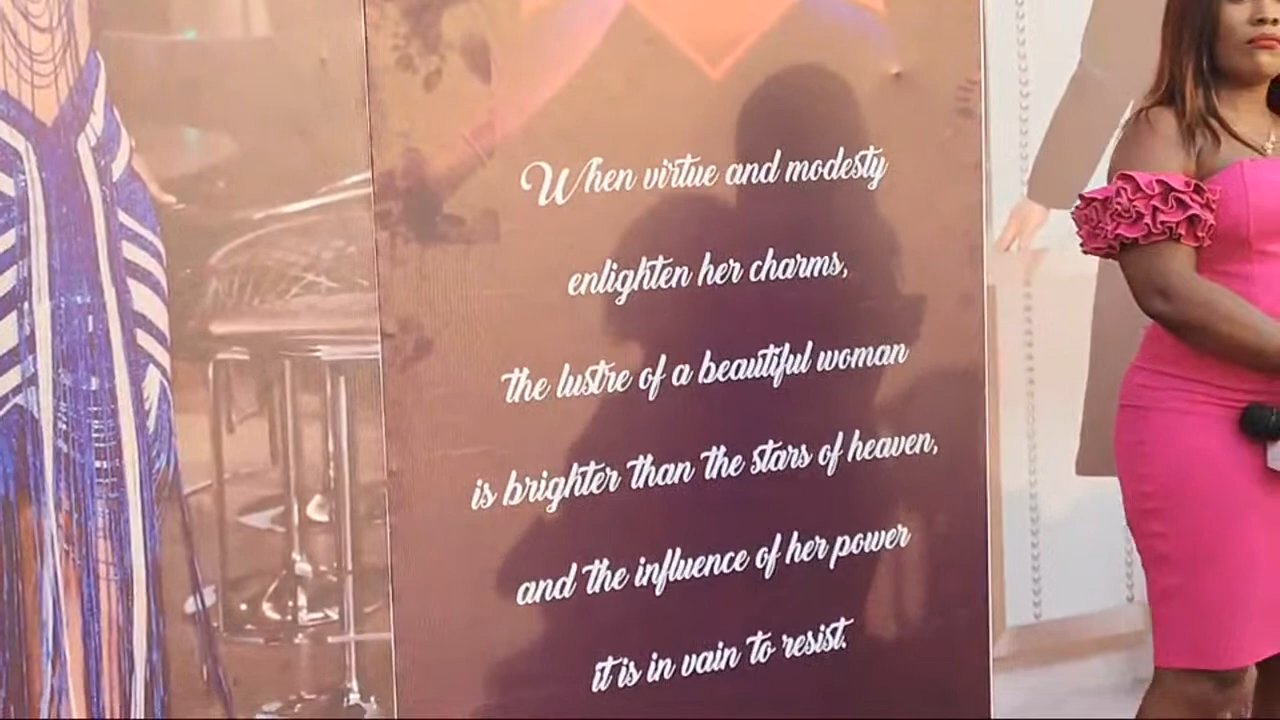 When virtue and modesty
enlighten her charms,
the lustre of a beautiful woman
is brighter than the stars of heaven,
and the influence of her power
it is in vain to resist.